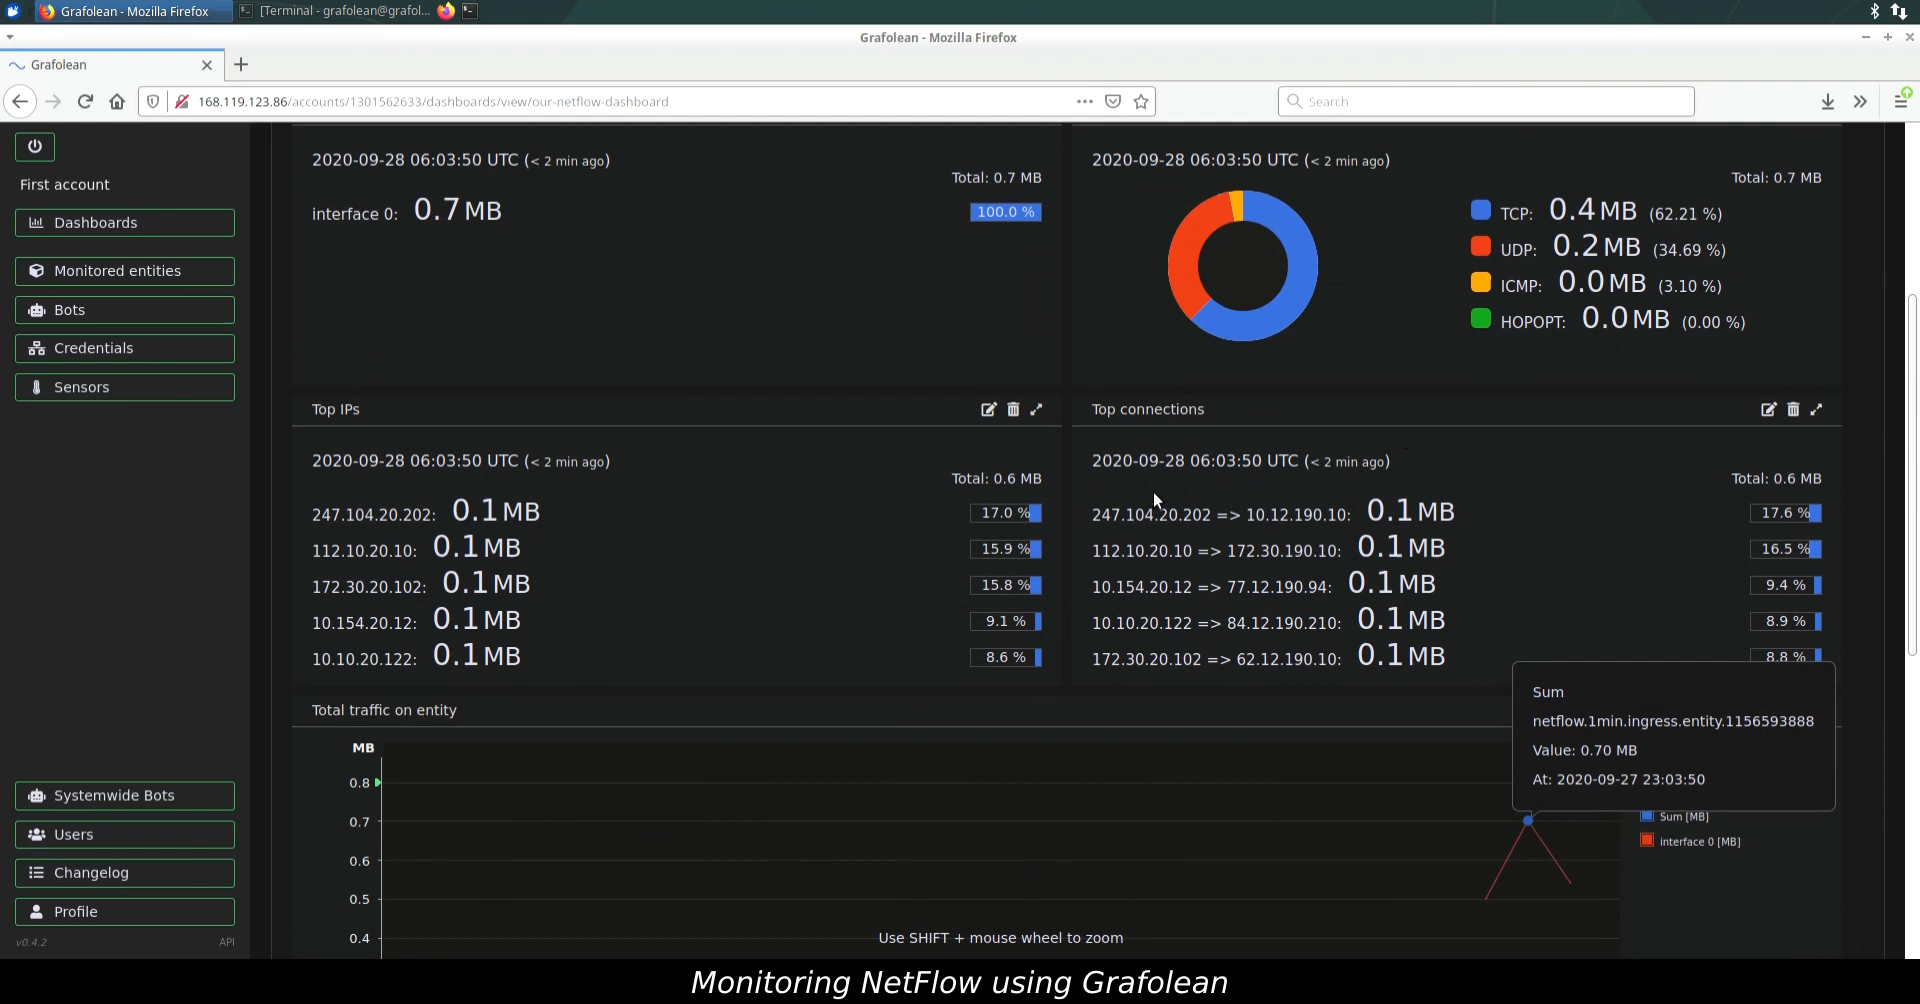 Grafolean - Mozilla Firefox
[Terminal - grafolean@grafol...
Grafolean - Mozilla Firefox
Grafolean
168.119.123.86/accounts/1301562633/dashboards/view/our-netflow-dashboard
Search
First account
Dashboards
Monitored entities
Bots
Credentials
Sensors
Systemwide Bots
Users
Changelog
Profile
v0.4.2 API
2020-09-28 06:03:50 UTC (< 2 min ago)
Total: 0.7 MB
interface 0: 0.7 MB 100.0 %
2020-09-28 06:03:50 UTC (< 2 min ago)
Total: 0.7 MB
TCP: 0.4 MB (62.21 %)
UDP: 0.2 MB (34.69 %)
ICMP: 0.0 MB (3.10 %)
HOPOPT: 0.0 MB (0.00 %)
Top IPs
2020-09-28 06:03:50 UTC (< 2 min ago)
Total: 0.6 MB
247.104.20.202: 0.1 MB 17.0 %
112.10.20.10: 0.1 MB 15.9 %
172.30.20.102: 0.1 MB 15.8 %
10.154.20.12: 0.1 MB 9.1 %
10.10.20.122: 0.1 MB 8.6 %
Top connections
2020-09-28 06:03:50 UTC (< 2 min ago)
Total: 0.6 MB
247.104.20.202 => 10.12.190.10: 0.1 MB 17.6 %
112.10.20.10 => 172.30.190.10: 0.1 MB 16.5 %
10.154.20.12 => 77.12.190.94: 0.1 MB 9.4 %
10.10.20.122 => 84.12.190.210: 0.1 MB 8.9 %
172.30.20.102 => 62.12.190.10: 0.1 MB 8.8 %
Total traffic on entity
MB
0.8
0.7
0.6
0.5
0.4
Sum
netflow.1min.ingress.entity.1156593888
Value: 0.70 MB
At: 2020-09-27 23:03:50
Sum [MB]
interface 0 [MB]
Use SHIFT + mouse wheel to zoom
Monitoring NetFlow using Grafolean